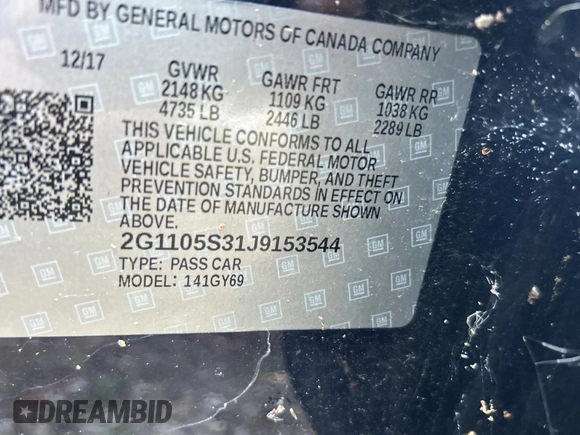 MFD BY GENERAL MOTORS OF CANADA COMPANY
12/17 GVWR GAWR FRT GAWR RR
2148 KG 1109 KG 1038 KG
4735 LB 2446 LB 2289 LB
THIS VEHICLE CONFORMS TO ALL
APPLICABLE U.S. FEDERAL MOTOR
VEHICLE SAFETY, BUMPER, AND THEFT
PREVENTION STANDARDS IN EFFECT ON
THE DATE OF MANUFACTURE SHOWN
ABOVE.
2G1105S31J9153544
TYPE: PASS CAR
MODEL: 141GY69
GM
DREAMBID